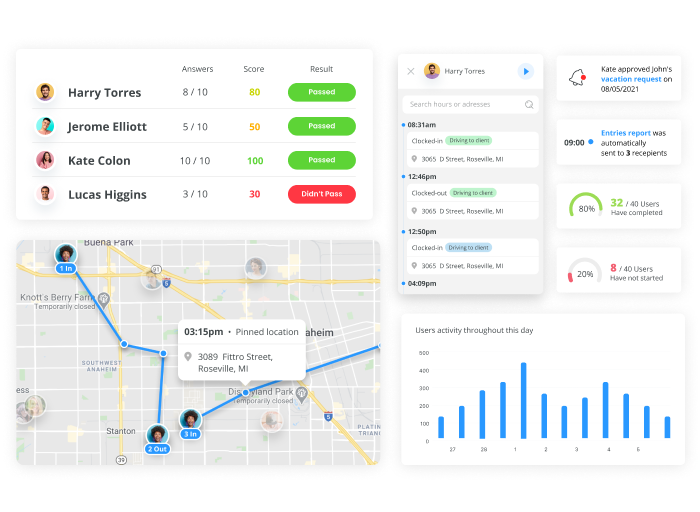 Answers Score Result
Harry Torres 8 / 10 80 Passed
Jerome Elliott 5 / 10 50 Passed
Kate Colon 10 / 10 100 Passed
Lucas Higgins 3 / 10 30 Didn't Pass
Harry Torres
Search hours or adresses
08:31am
Clocked-in Driving to client
3065 D Street, Roseville, MI
12:46pm
Clocked-out Driving to client
3065 D Street, Roseville, MI
12:50pm
Clocked-in Driving to client
3065 D Street, Roseville, MI
04:09pm
Kate approved John's
vacation request on
08/05/2021
09:00
Entries report was
automatically
sent to 3 recepients
80%
32 / 40 Users
Have completed
20%
8 / 40 Users
Have not started
Buena Park
1 In
91
5
Knott's Berry Farm
Temporarily closed
03:15pm • Pinned location
3089 Fittro Street,
Roseville, MI
aheim
SOUTHWEST
ANAHEIM
Disneyland Park
Temporarily closed
ess
5
Stanton
3 In
2 Out
PLATIN
TRIANG
39
Users activity throughout this day
500
400
300
200
100
0
27 28 1 2 3 4 5